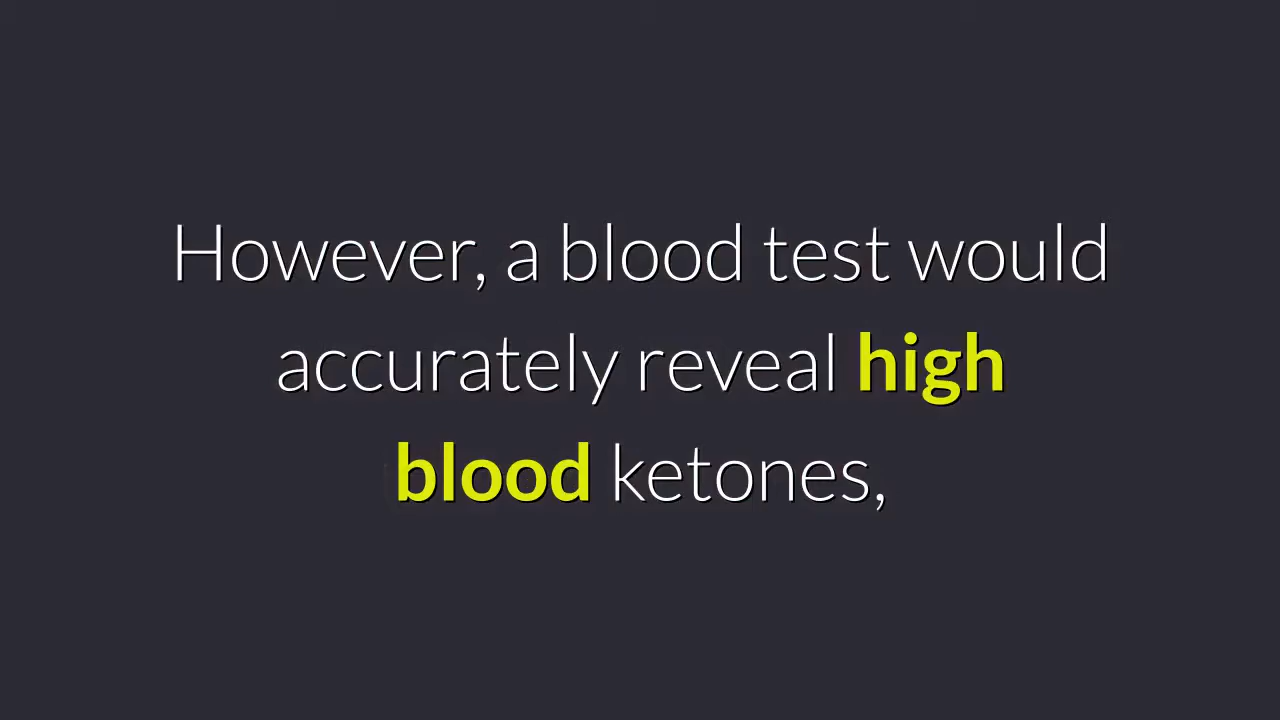 However, a blood test would
accurately reveal high
blood ketones,